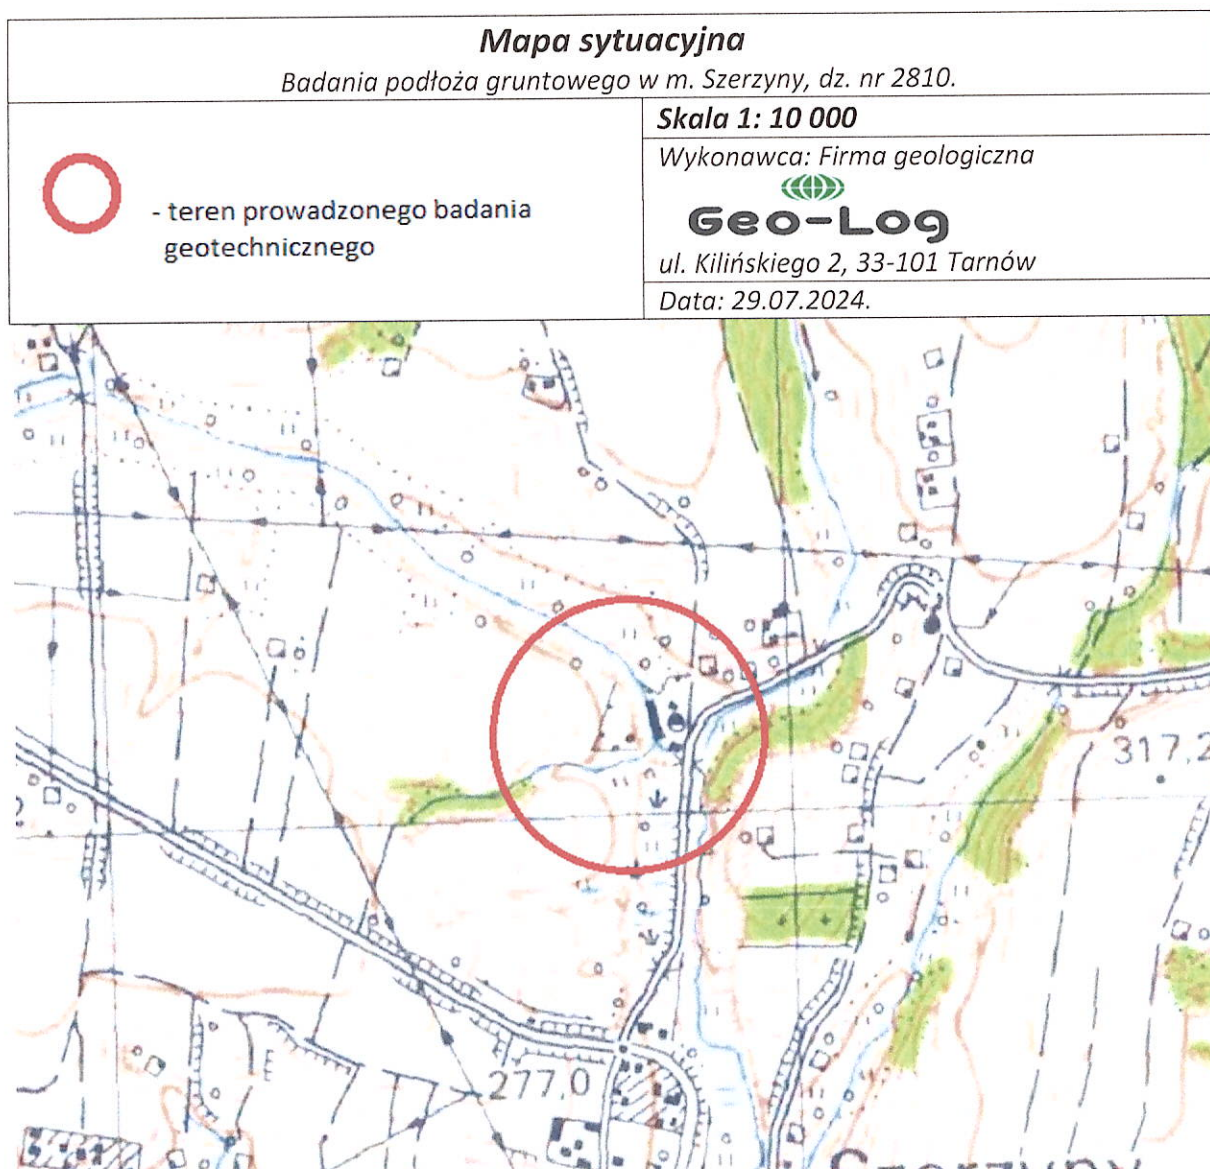 Mapa sytuacyjna
Badania podłoża gruntowego w m. Szerzyny, dz. nr 2810.
- teren prowadzonego badania
geotechnicznego
Skala 1: 10 000
Wykonawca: Firma geologiczna
Geo-Log
ul. Kilińskiego 2, 33-101 Tarnów
Data: 29.07.2024.
317,2
277,0